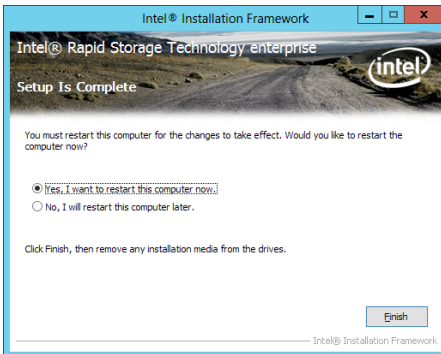 Intel® Installation Framework
x
Intel® Rapid Storage Technology enterprise
intel
Setup Is Complete
You must restart this computer for the changes to take effect. Would you like to restart the
computer now?
Yes, I want to restart this computer now.
No, I will restart this computer later.
Click Finish, then remove any installation media from the drives.
Finish
Intel® Installation Framework